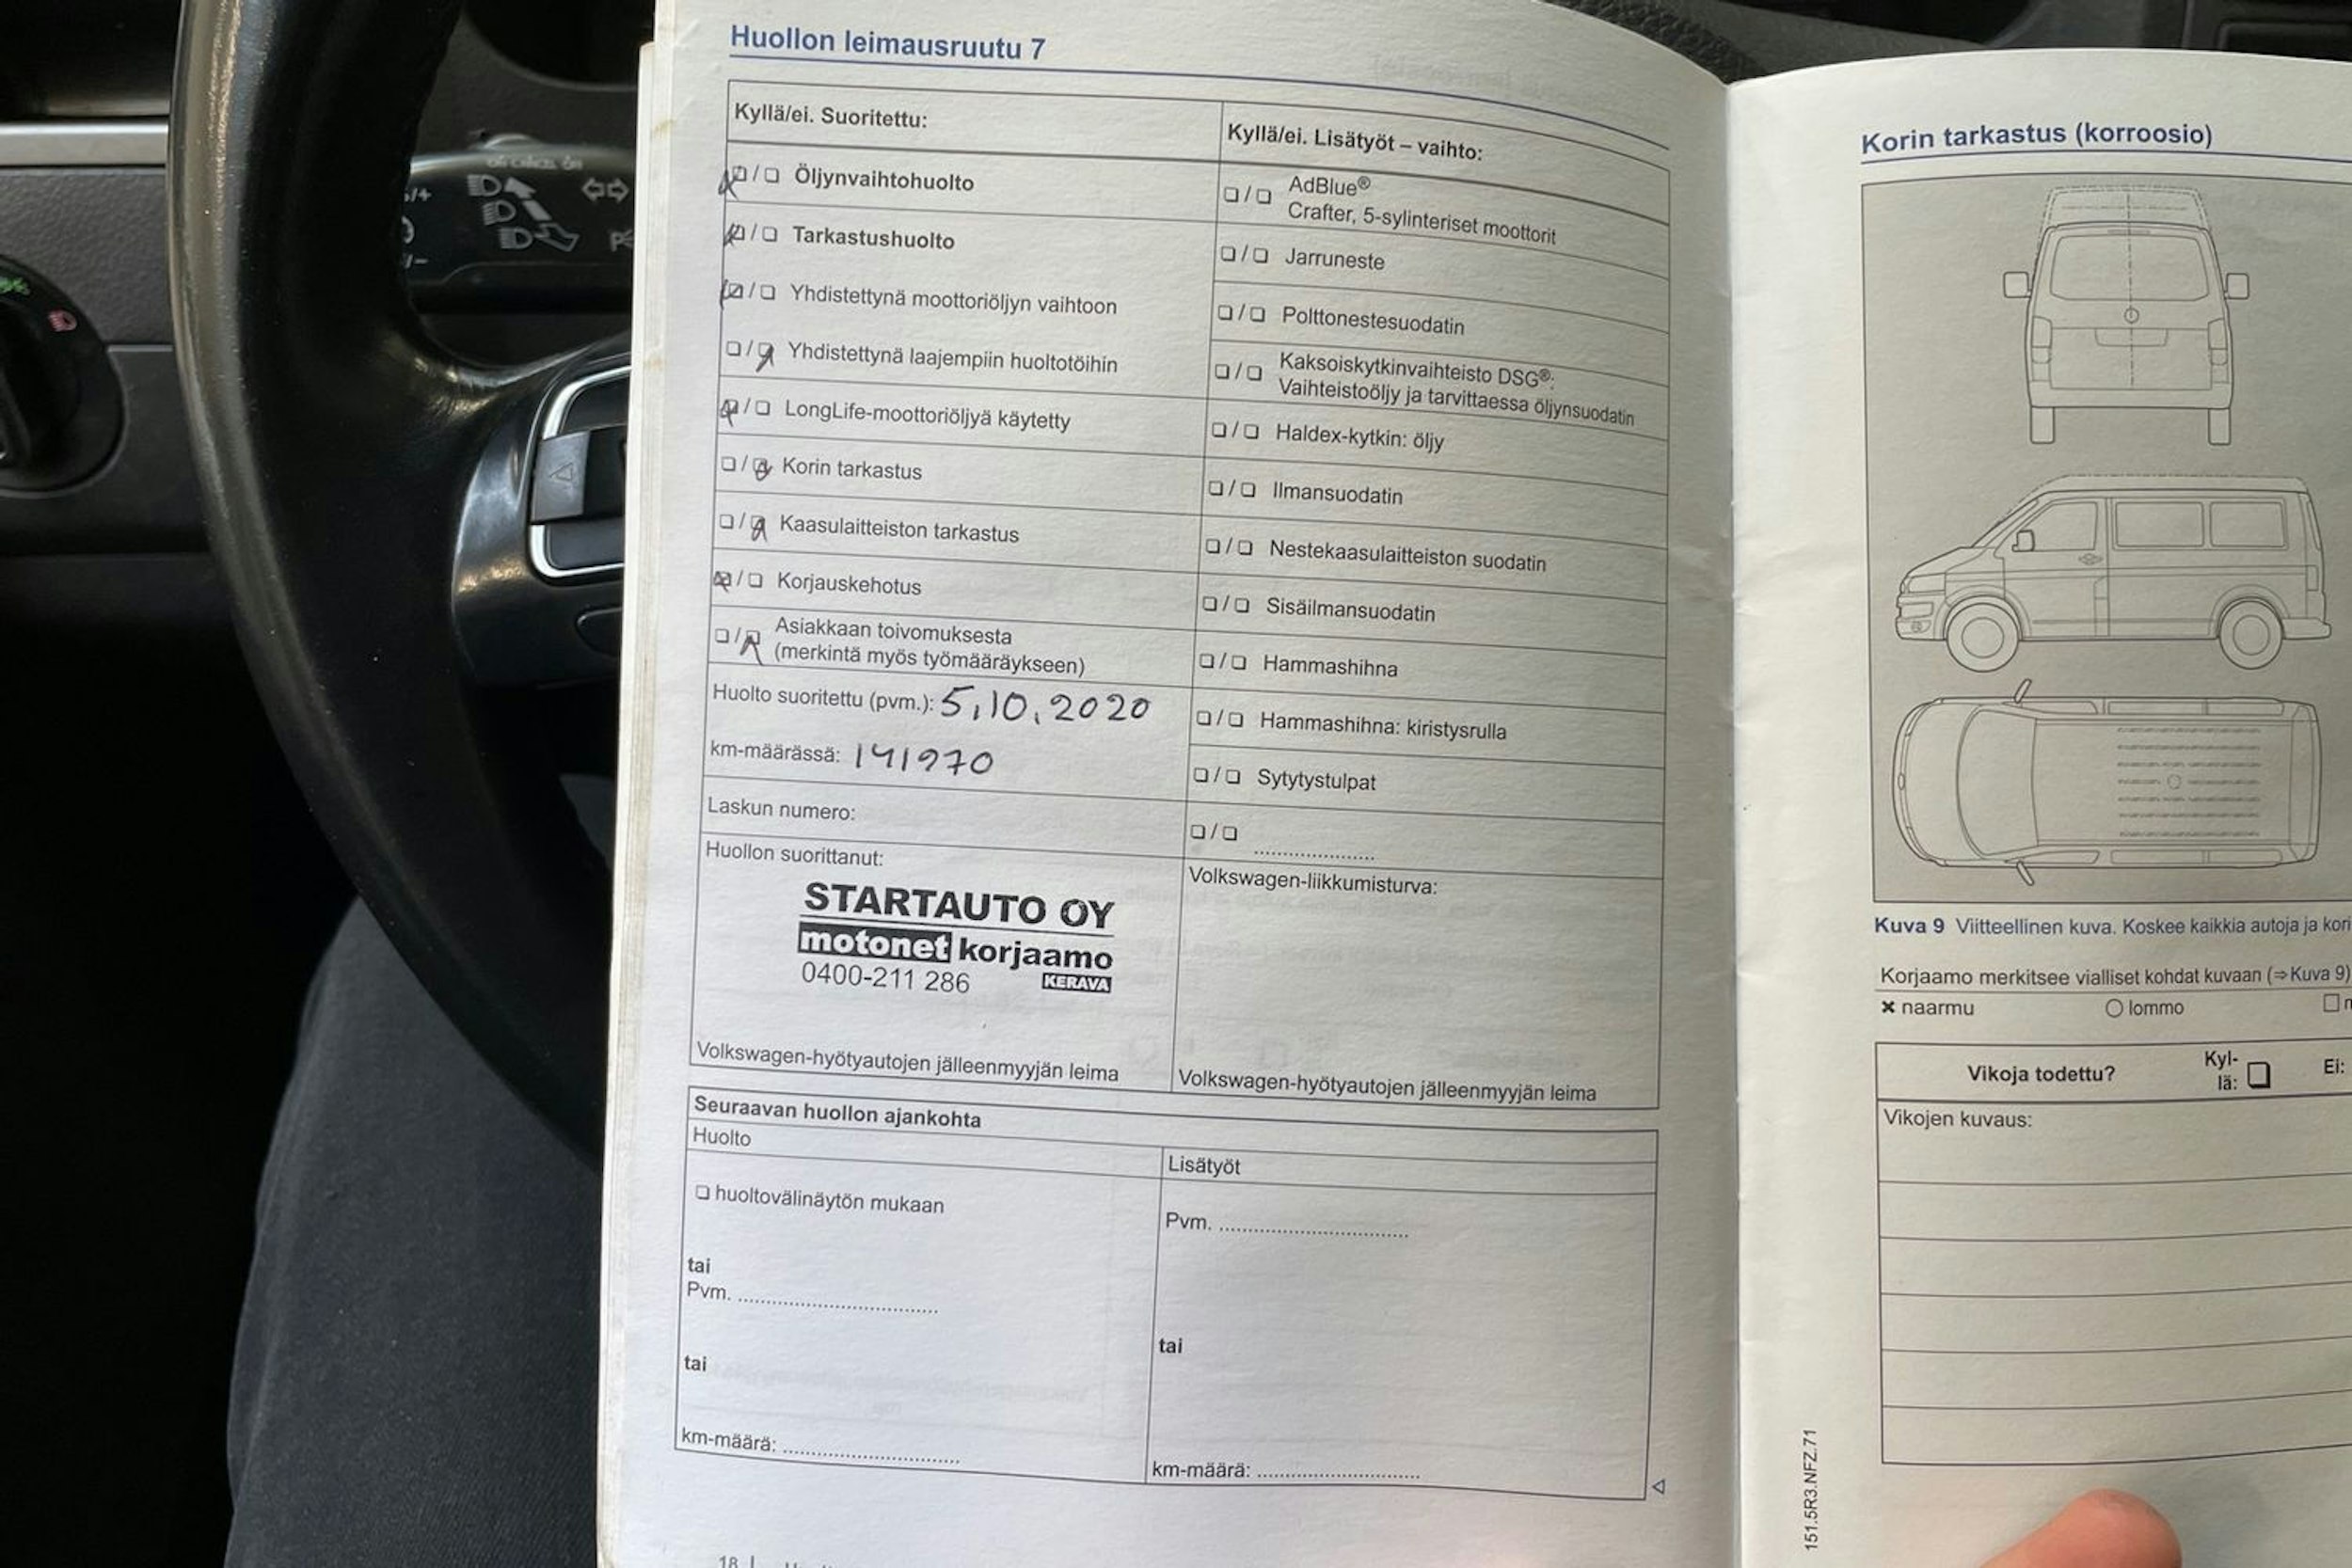 Huollon leimausruutu 7
Kyllä/ei. Suoritettu:
Öljynvaihtohuolto
Tarkastushuolto
Yhdistettynä moottoriöljyn vaihtoon
Yhdistettynä laajempiin huoltotöihin
LongLife-moottoriöljyä käytetty
Korin tarkastus
Kaasulaitteiston tarkastus
Korjauskehotus
Asiakkaan toivomuksesta
(merkintä myös työmääräykseen)
Huolto suoritettu (pvm.): 5.10.2020
km-määrässä: 141970
Laskun numero:
Huollon suorittanut:
STARTAUTO OY
motonet korjaamo
0400-211 286 KERAVA
Volkswagen-hyötyautojen jälleenmyyjän leima
Kyllä/ei. Lisätyöt – vaihto:
AdBlue®
Crafter, 5-sylinteriset moottorit
Jarruneste
Polttonestesuodatin
Kaksoiskytkinvaihteisto DSG®:
Vaihteistoöljy ja tarvittaessa öljynsuodatin
Haldex-kytkin: öljy
Ilmansuodatin
Nestekaasulaitteiston suodatin
Sisäilmansuodatin
Hammashihna
Hammashihna: kiristysrulla
Sytytystulpat
Volkswagen-liikkumisturva:
Volkswagen-hyötyautojen jälleenmyyjän leima
Seuraavan huollon ajankohta
Huolto
huoltovälinäytön mukaan
tai
Pvm.
tai
km-määrä:
Lisätyöt
Pvm.
tai
km-määrä:
18
Korin tarkastus (korroosio)
Kuva 9 Viitteellinen kuva. Koskee kaikkia autoja ja kori
Korjaamo merkitsee vialliset kohdat kuvaan (⇒Kuva 9)
naarmu lommo
Vikoja todettu? Kyl-
lä: Ei:
Vikojen kuvaus:
151.5R3.NFZ.71